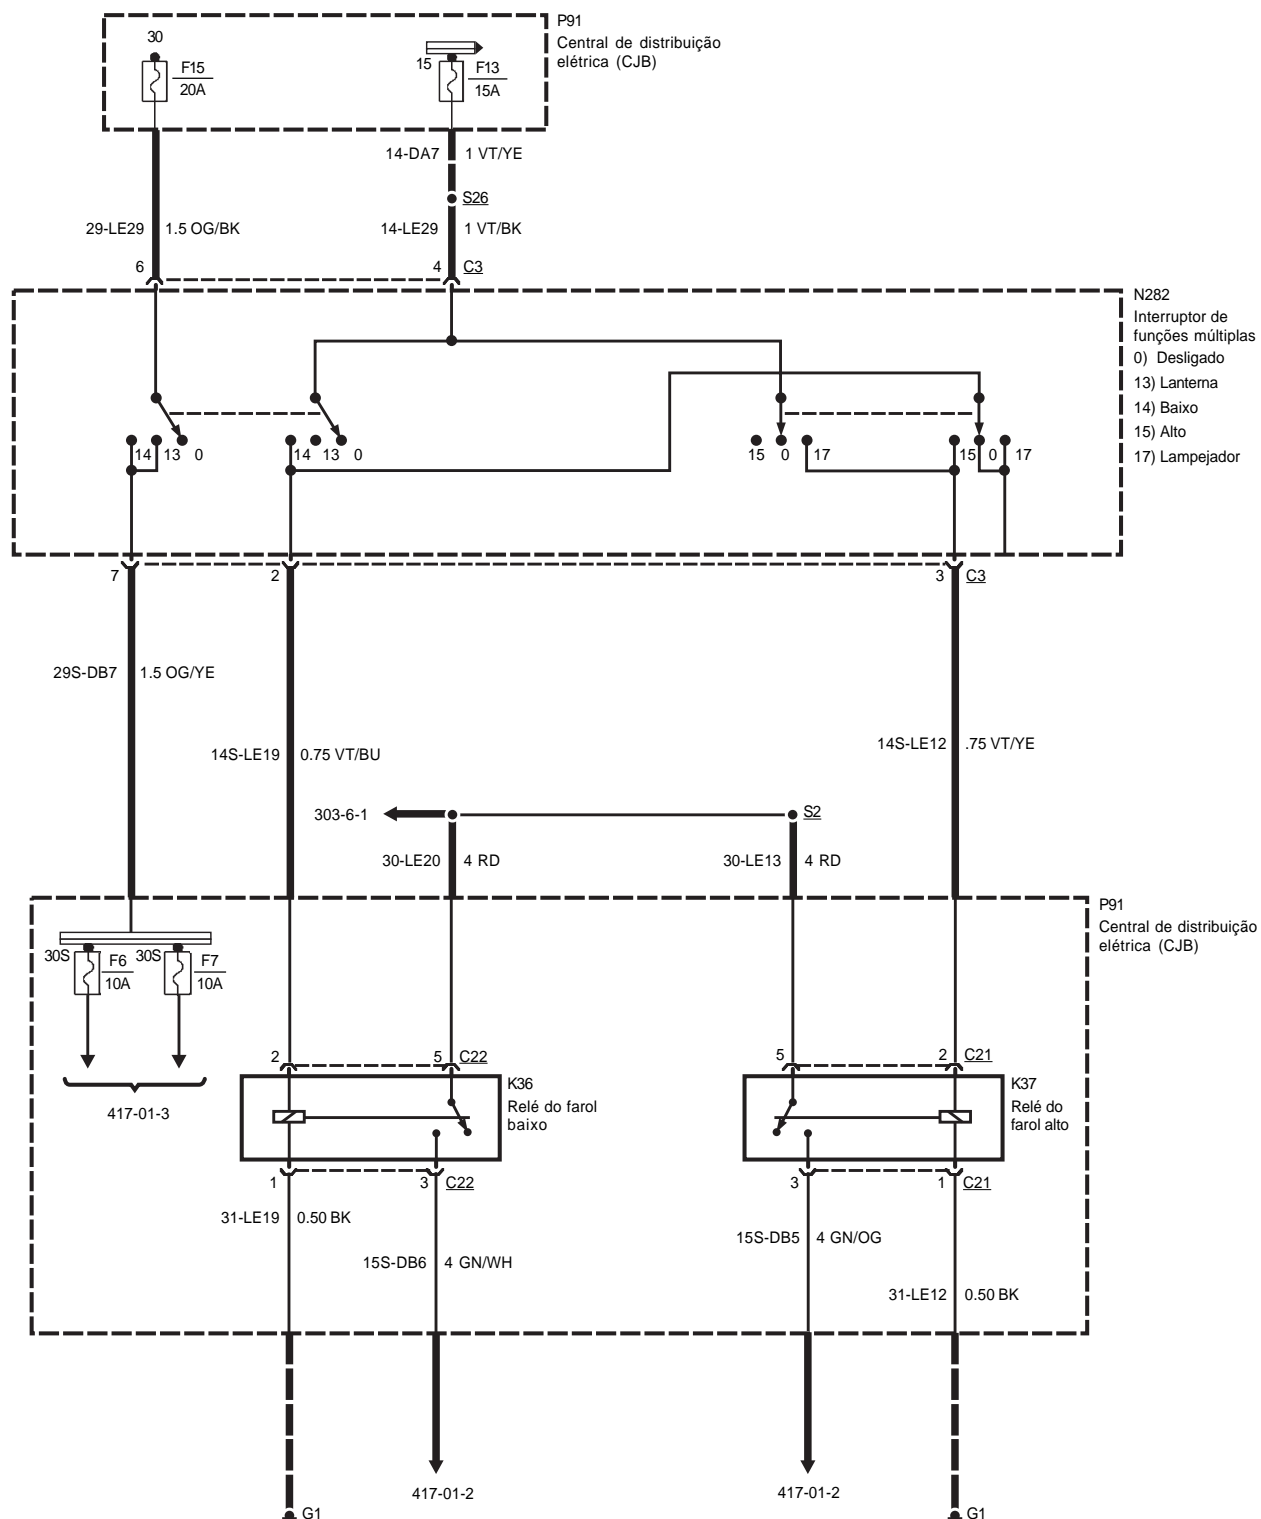 P91
Central de distribuição
elétrica (CJB)
30
F15
20A
15
F13
15A
14-DA7
1 VT/YE
S26
29-LE29
1.5 OG/BK
14-LE29
1 VT/BK
6
4
C3
N282
Interruptor de
funções múltiplas
0) Desligado
13) Lanterna
14) Baixo
15) Alto
17) Lampejador
14
13
0
14
13
0
15
0
17
15
0
17
7
2
3
C3
29S-DB7
1.5 OG/YE
14S-LE19
0.75 VT/BU
14S-LE12
.75 VT/YE
303-6-1
S2
30-LE20
4 RD
30-LE13
4 RD
P91
Central de distribuição
elétrica (CJB)
30S
F6
10A
30S
F7
10A
417-01-3
2
5
C22
5
2
C21
K36
Relé do farol
baixo
K37
Relé do
farol alto
1
3
C22
3
1
C21
31-LE19
0.50 BK
15S-DB6
4 GN/WH
15S-DB5
4 GN/OG
31-LE12
0.50 BK
417-01-2
417-01-2
G1
G1